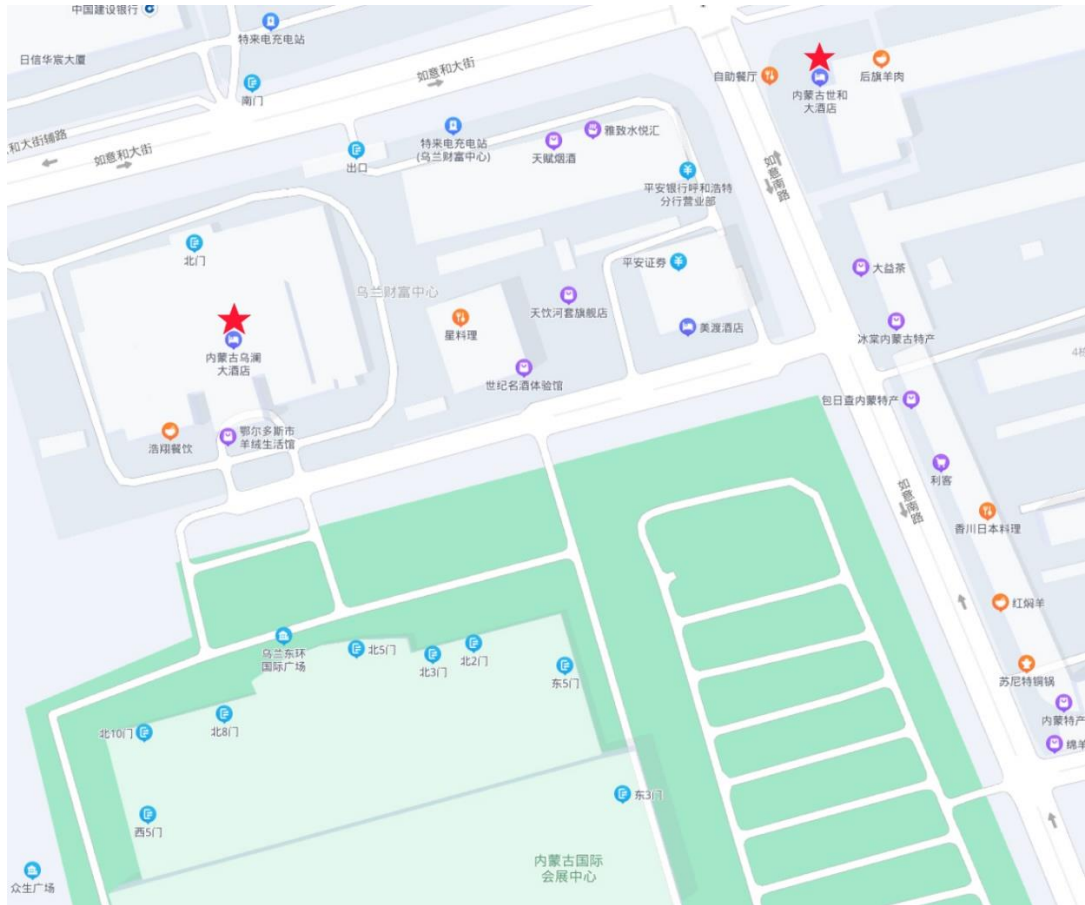 中国建设银行
特来电充电站
日信华宸大厦
南门
如意和大街
自助餐厅
后旗羊肉
内蒙古世和
大酒店
和大街辅路
如意和大街
出口
特来电充电站
(乌兰财富中心)
天赋烟酒
雅致水悦汇
平安银行呼和浩特
分行营业部
如意南路
北门
平安证券
大益茶
乌兰财富中心
天饮河套旗舰店
星料理
美渡酒店
冰棠内蒙古特产
内蒙古乌澜
大酒店
世纪名酒体验馆
4栋
包日查内蒙特产
浩翔餐饮
鄂尔多斯市
羊绒生活馆
利客
如意南路
香川日本料理
红焖羊
乌兰东环
国际广场
北5门
北3门
北2门
东5门
苏尼特铜锅
北10门
北8门
内蒙特产
绵羊
东3门
西5门
内蒙古国际
会展中心
众生广场